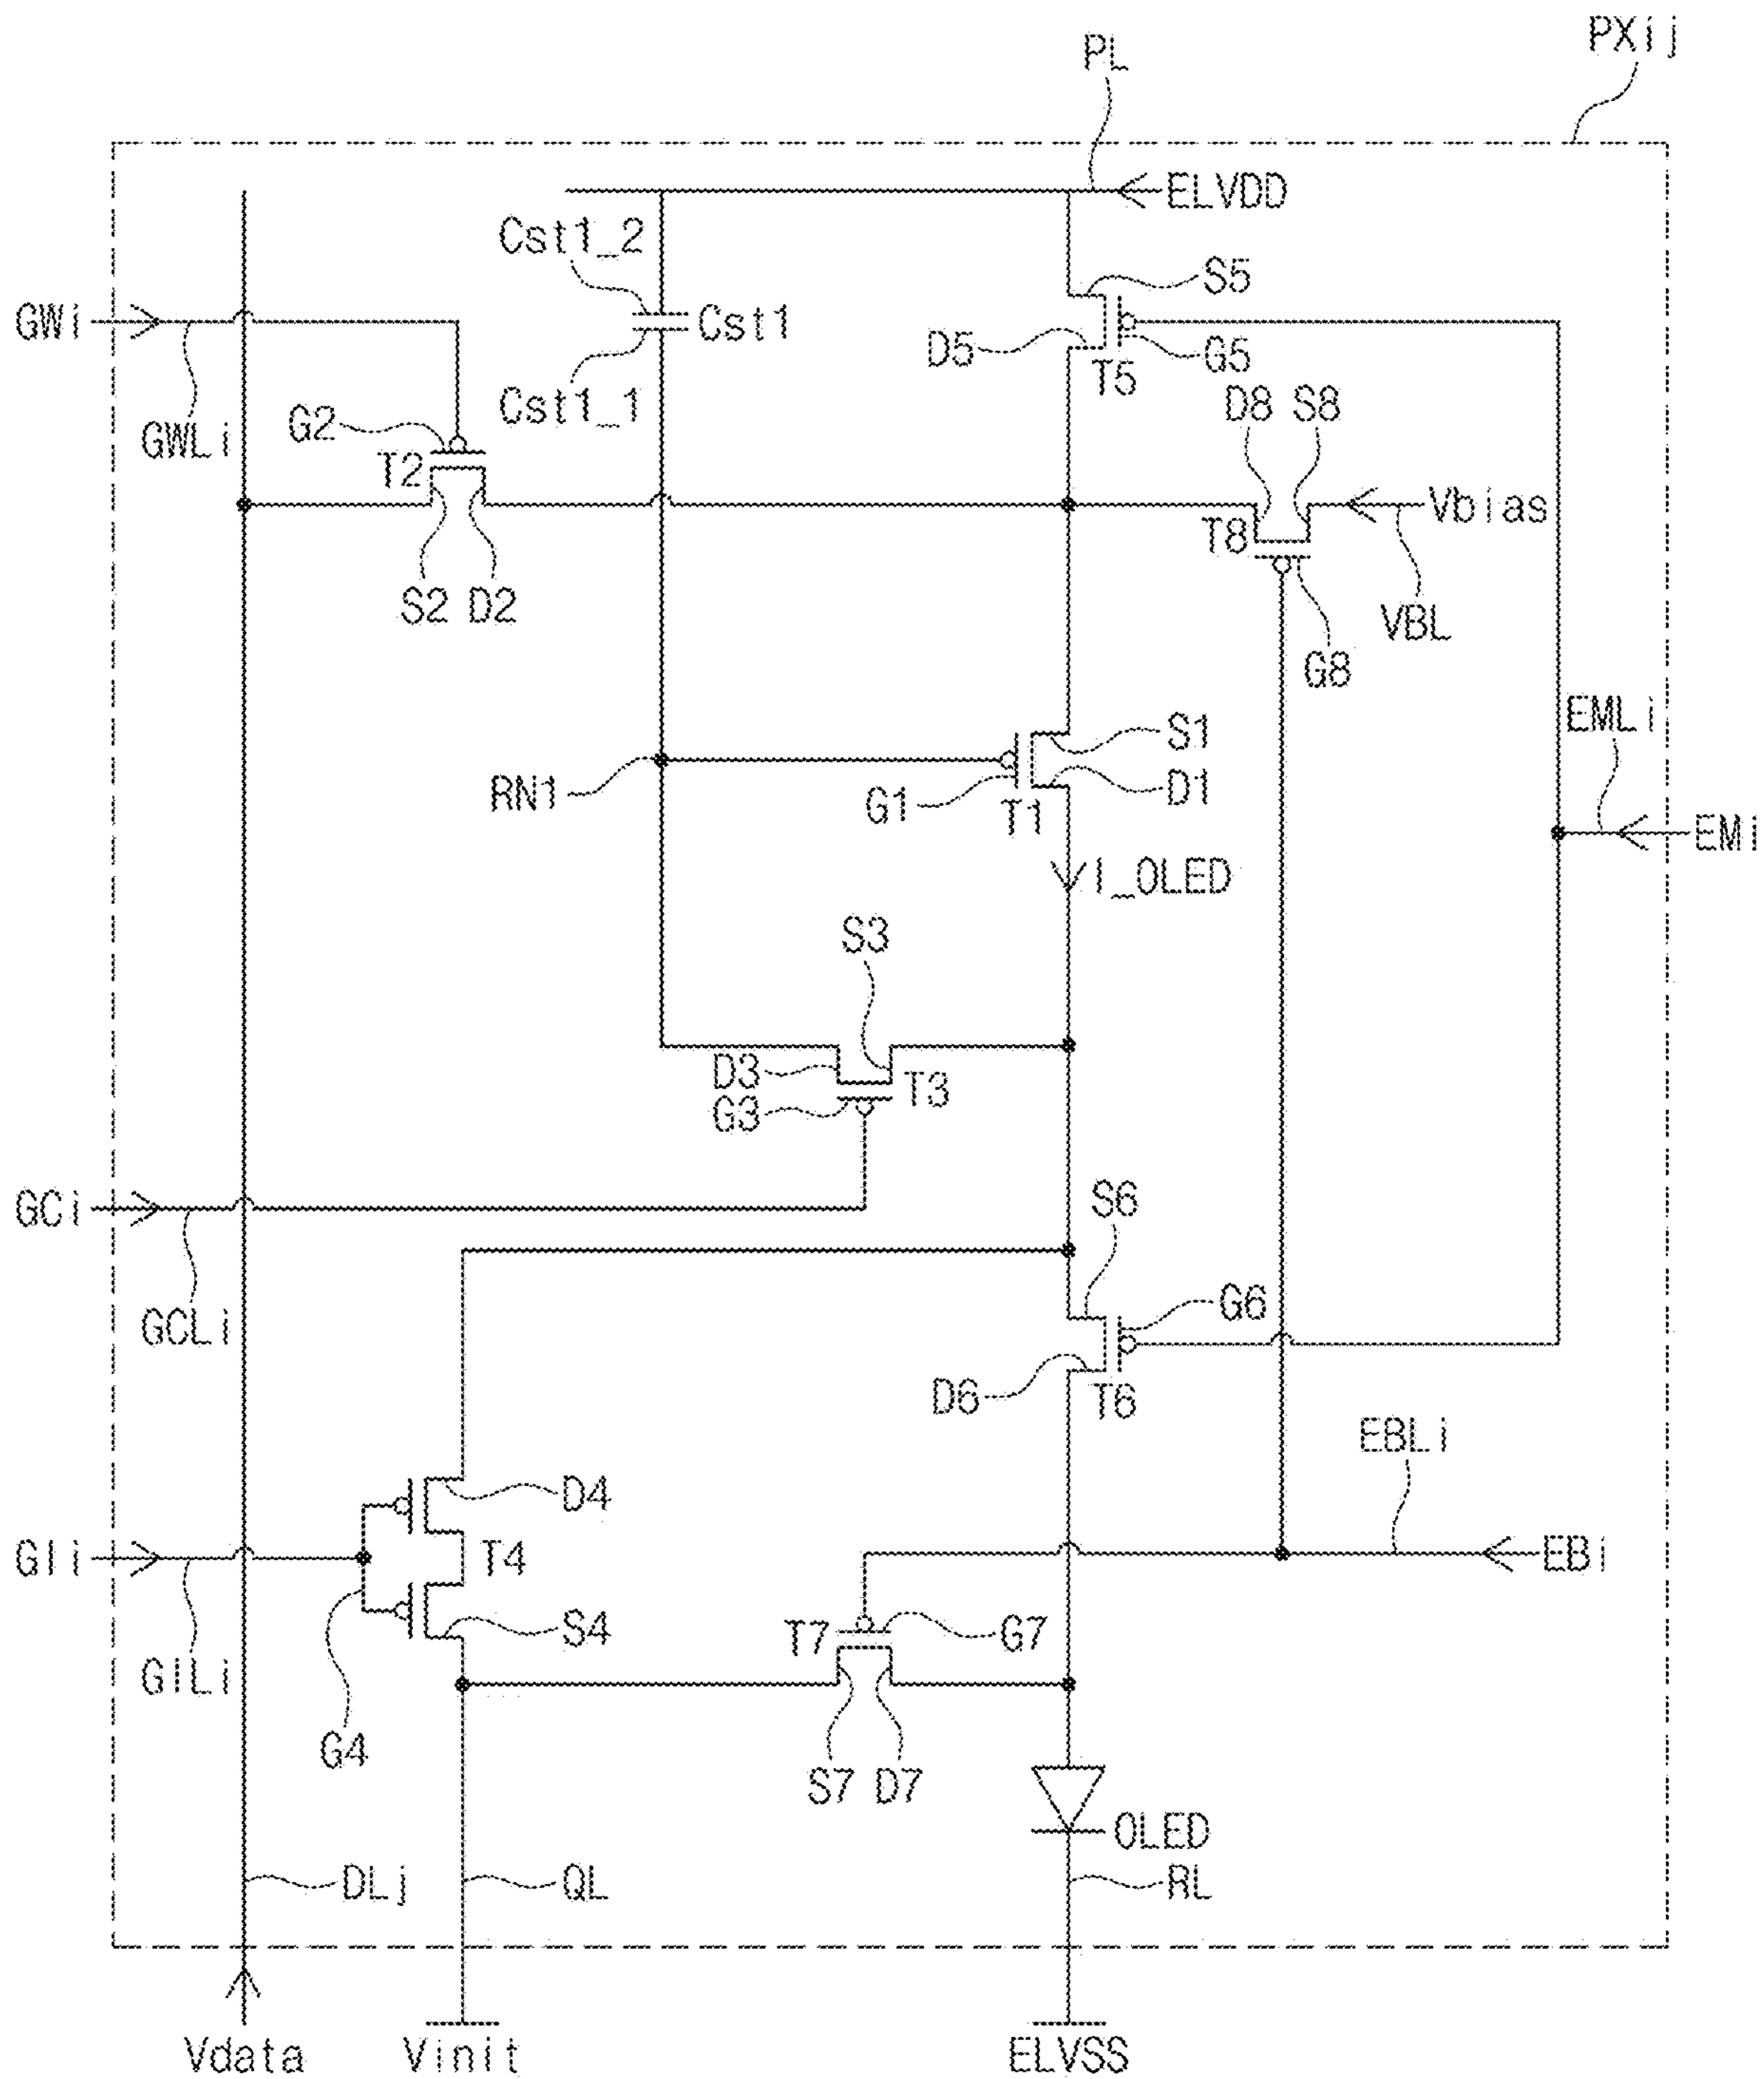 PXij
PL
ELVDD
Cst1_2
S5
GWi
Cst1
D5
G5
T5
Cst1_1
D8 S8
G2
GWLi
T2
Vbias
T8
S2 D2
VBL
G8
EMLi
S1
RN1
D1
G1
T1
EMi
I_OLED
S3
D3
T3
G3
GCi
S6
G6
GCLi
D6
T6
EBLi
D4
GIi
T4
EBi
S4
T7
G7
GILi
G4
S7 D7
OLED
DLj
QL
RL
Vdata
Vinit
ELVSS